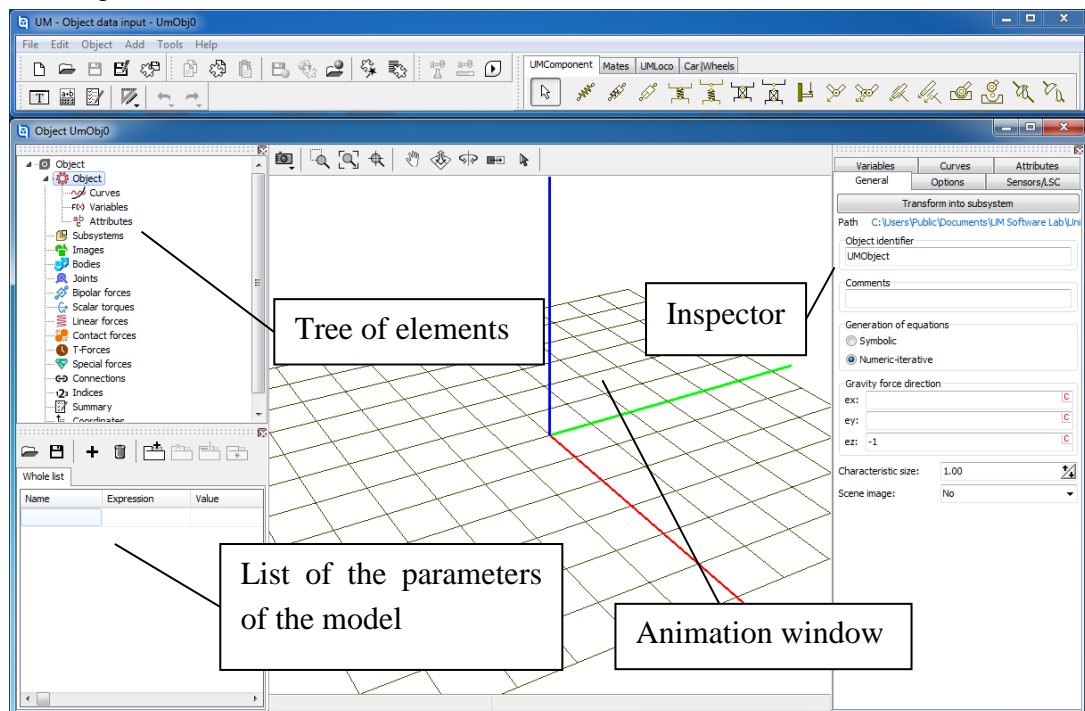 UM - Object data input - UmObj0
File Edit Object Add Tools Help
UMComponent Mates UMLoco Car|Wheels
Object UmObj0
Object
Object
Curves
F(x) Variables
Attributes
Subsystems
Images
Bodies
Joints
Bipolar forces
Scalar torques
Linear forces
Contact forces
T-Forces
Special forces
Connections
Indices
Summary
Coordinates
Whole list
Name Expression Value
Variables Curves Attributes
General Options Sensors/LSC
Transform into subsystem
Path C:\Users\Public\Documents\UM Software Lab\Uni
Object identifier
UMObject
Comments
Generation of equations
Symbolic
Numeric-iterative
Gravity force direction
ex: C
ey: C
ez: -1 C
Characteristic size: 1.00
Scene image: No
Tree of elements
Inspector
List of the parameters
of the model
Animation window